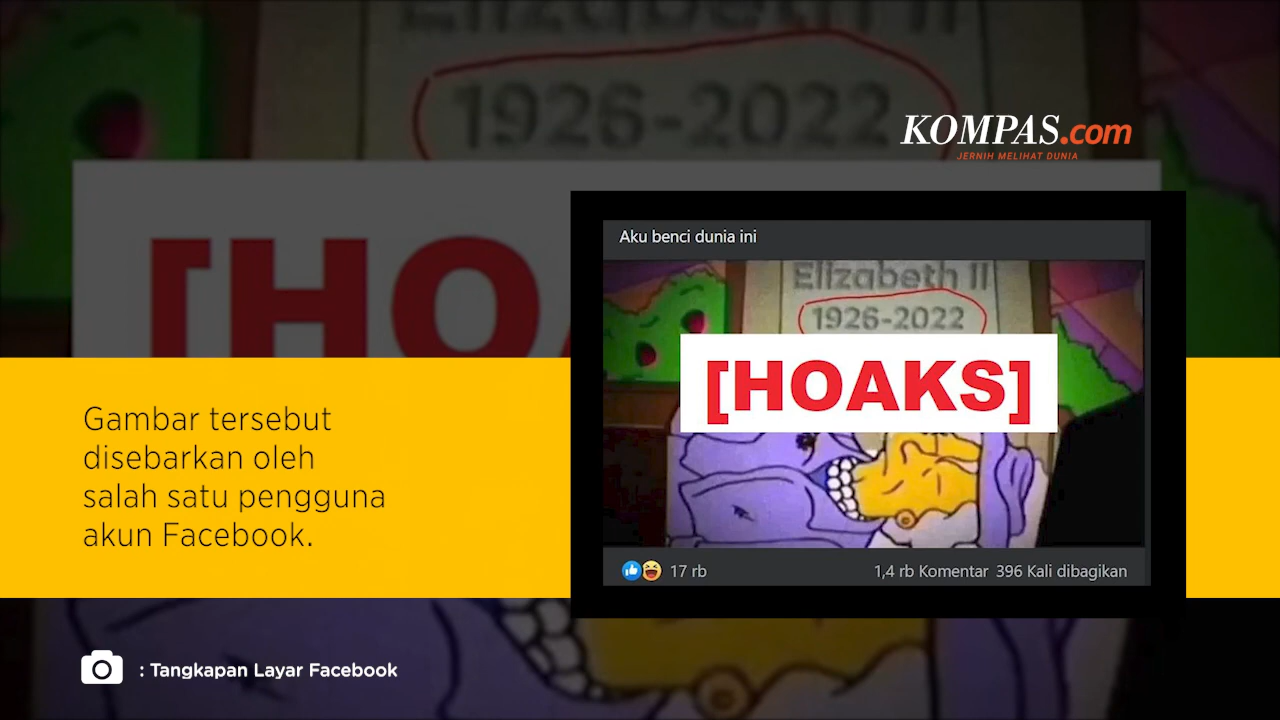 Elizabeth II
1926-2022
KOMPAS.com
JERNIH MELIHAT DUNIA
[HOA
Aku benci dunia ini
Elizabeth II
1926-2022
[HOAKS]
17 rb
1,4 rb Komentar 396 Kali dibagikan
Gambar tersebut
disebarkan oleh
salah satu pengguna
akun Facebook.
: Tangkapan Layar Facebook